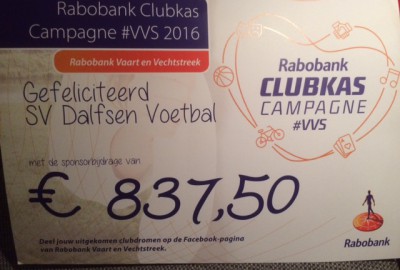 Rabobank Clubkas
Campagne #VVS 2016
Rabobank Vaart en Vechtstreek
Gefeliciteerd
SV Dalfsen Voetbal
met de sponsorbijdrage van
€ 837,50
Deel jouw uitgekomen clubdromen op de Facebook-pagina
van Rabobank Vaart en Vechtstreek.
Rabobank
CLUBKAS
CAMPAGNE
#VVS
Rabobank